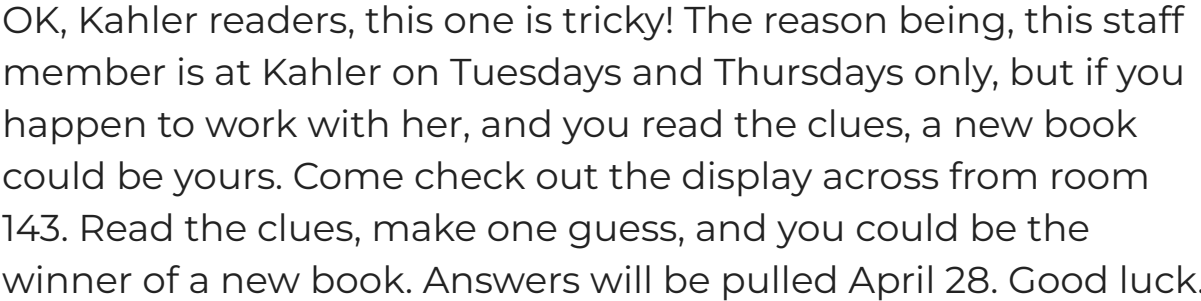 OK, Kahler readers, this one is tricky! The reason being, this staff
member is at Kahler on Tuesdays and Thursdays only, but if you
happen to work with her, and you read the clues, a new book
could be yours. Come check out the display across from room
143. Read the clues, make one guess, and you could be the
winner of a new book. Answers will be pulled April 28. Good luck.